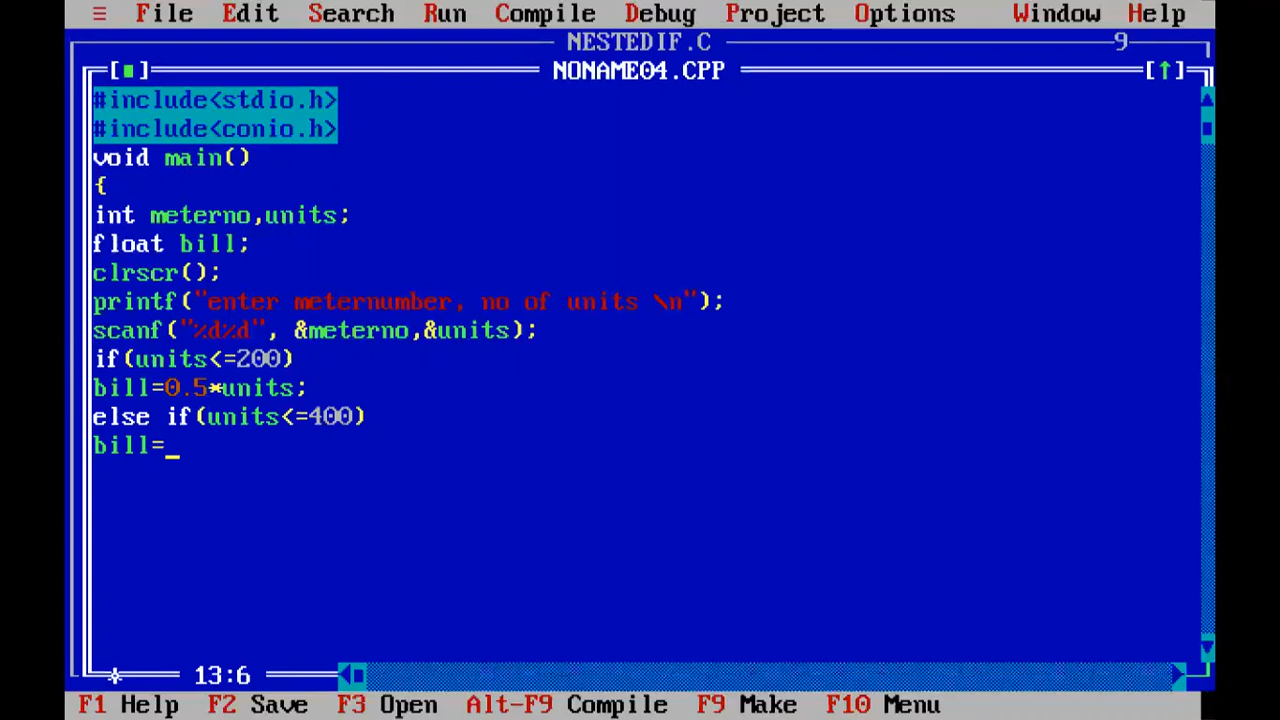 ≡ File Edit Search Run Compile Debug Project Options Window Help
NESTEDIF.C 9
[■] NONAME04.CPP [↑]
#include<stdio.h>
#include<conio.h>
void main()
{
int meterno,units;
float bill;
clrscr();
printf("enter meternumber, no of units \n");
scanf("%d%d", &meterno,&units);
if(units<=200)
bill=0.5*units;
else if(units<=400)
bill=_
13:6
F1 Help F2 Save F3 Open Alt-F9 Compile F9 Make F10 Menu